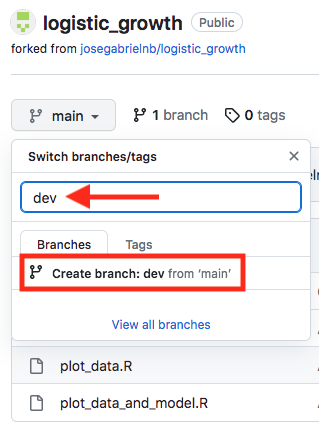 logistic_growth Public
forked from josegabrielnb/logistic_growth
main 1 branch 0 tags
Switch branches/tags
dev
Branches Tags
Create branch: dev from ‘main’
View all branches
plot_data.R
plot_data_and_model.R